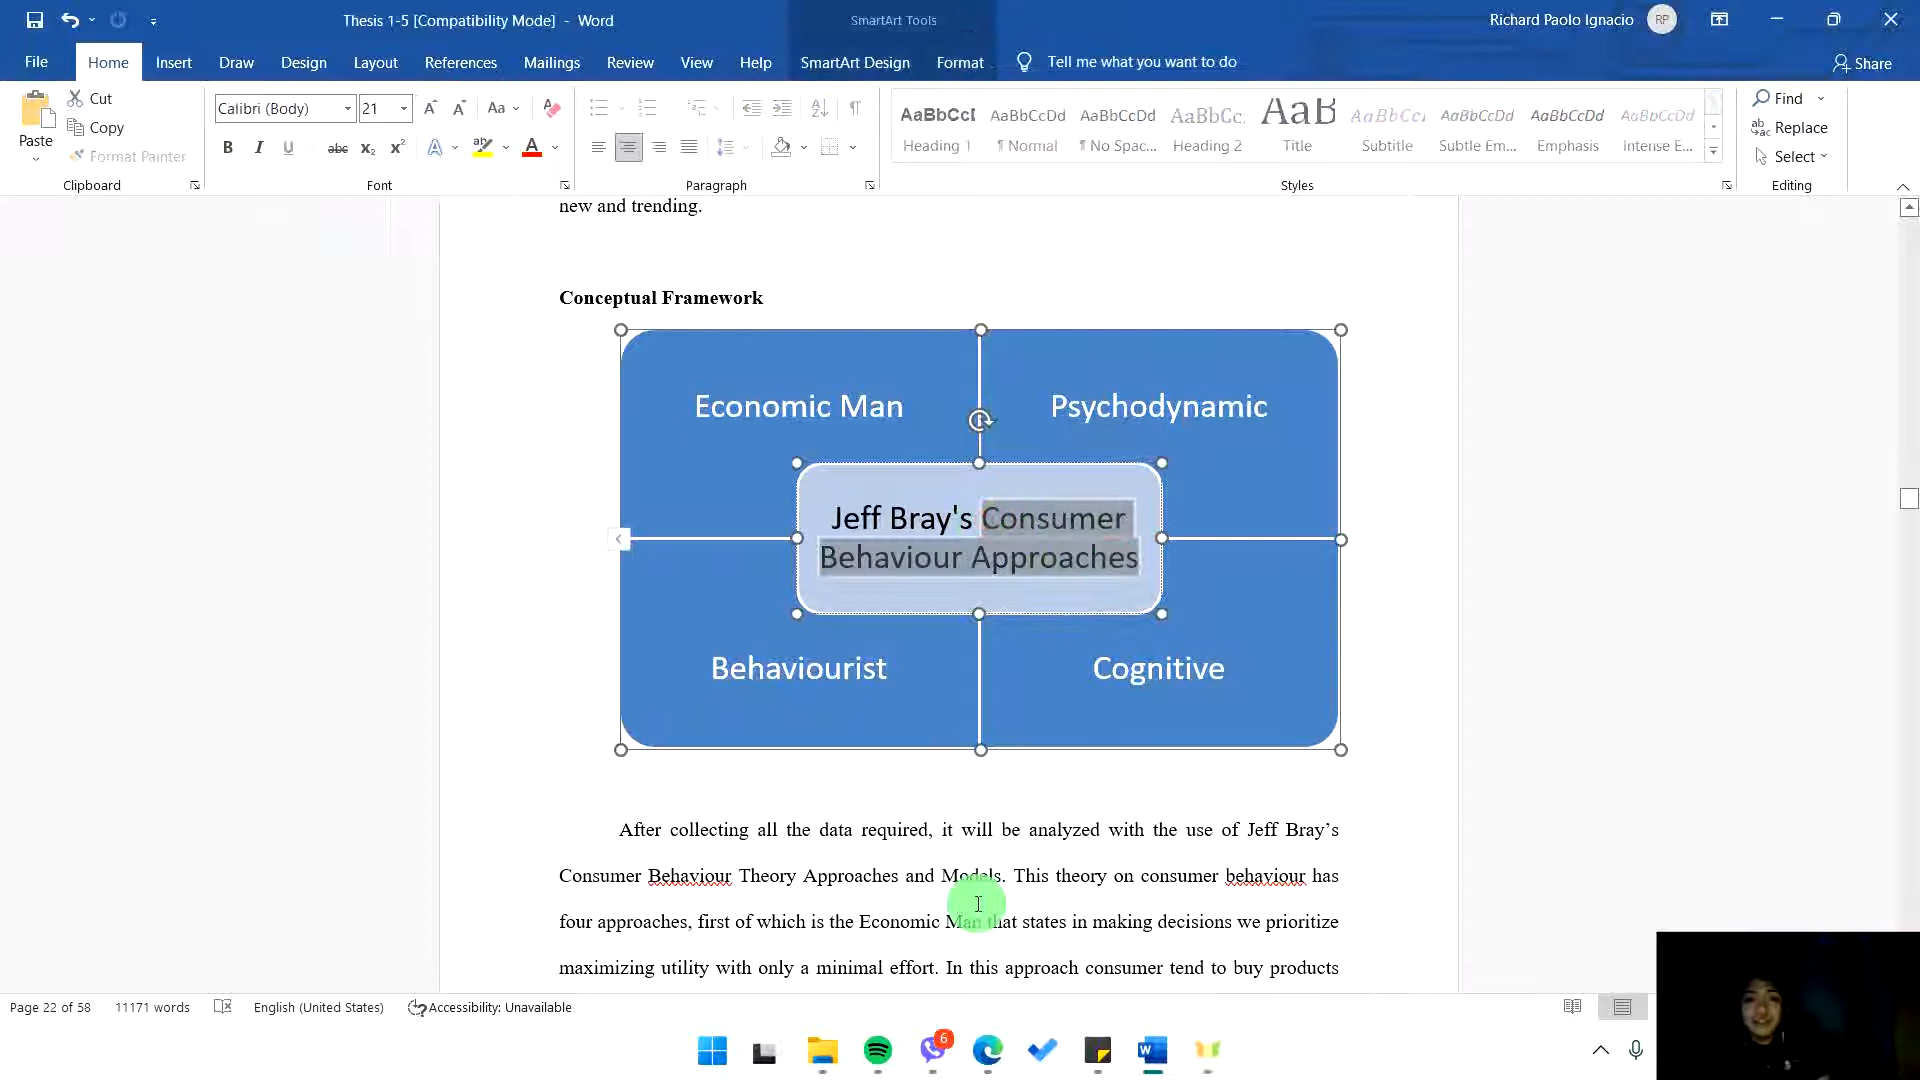 Thesis 1-5 [Compatibility Mode] - Word
SmartArt Tools
Richard Paolo Ignacio
RP
File Home Insert Draw Design Layout References Mailings Review View Help SmartArt Design Format Tell me what you want to do Share
Paste
Cut
Copy
Format Painter
Clipboard
Calibri (Body) 21
Font
Paragraph
AaBbCcI AaBbCcDd AaBbCcDd AaBbCc. AaB AaBbCcI AaBbCcDd AaBbCcDd AaBbCcDd
Heading 1 ¶ Normal ¶ No Spac... Heading 2 Title Subtitle Subtle Em... Emphasis Intense E...
Styles
Find
Replace
Select
Editing
new and trending.
Conceptual Framework
Economic Man
Psychodynamic
Jeff Bray's Consumer
Behaviour Approaches
Behaviourist
Cognitive
After collecting all the data required, it will be analyzed with the use of Jeff Bray’s
Consumer Behaviour Theory Approaches and Models. This theory on consumer behaviour has
four approaches, first of which is the Economic Man that states in making decisions we prioritize
maximizing utility with only a minimal effort. In this approach consumer tend to buy products
Page 22 of 58 11171 words English (United States) Accessibility: Unavailable
6